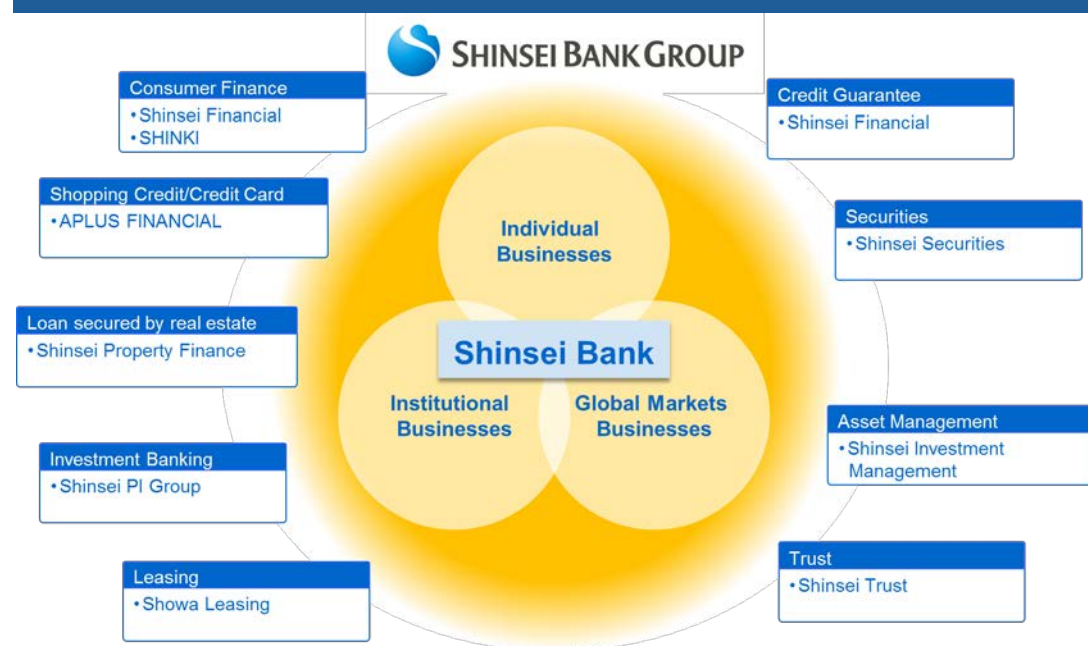 SHINSEI BANK GROUP
Consumer Finance
•Shinsei Financial
•SHINKI
Credit Guarantee
•Shinsei Financial
Shopping Credit/Credit Card
•APLUS FINANCIAL
Securities
•Shinsei Securities
Individual
Businesses
Loan secured by real estate
•Shinsei Property Finance
Shinsei Bank
Institutional
Businesses
Global Markets
Businesses
Asset Management
•Shinsei Investment
Management
Investment Banking
•Shinsei PI Group
Trust
•Shinsei Trust
Leasing
•Showa Leasing